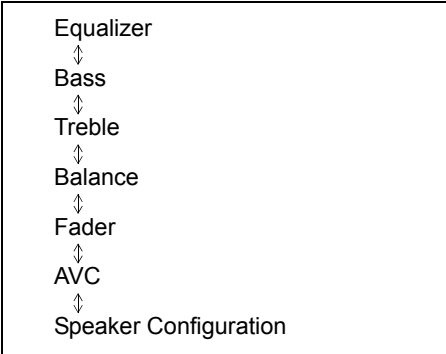 Equalizer
⇕
Bass
⇕
Treble
⇕
Balance
⇕
Fader
⇕
AVC
⇕
Speaker Configuration